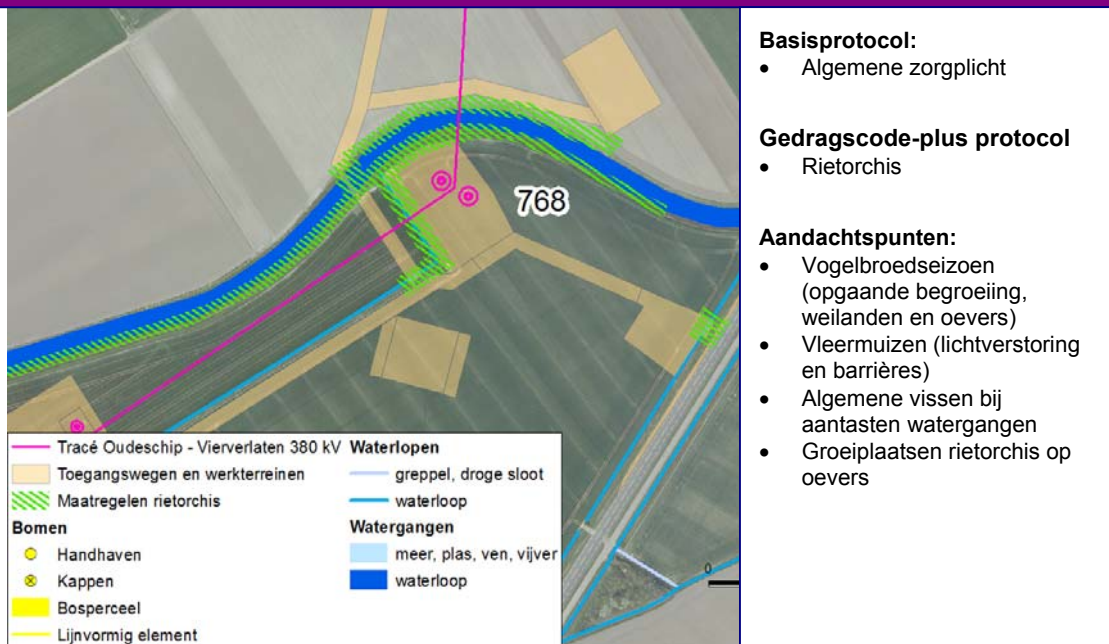 Basisprotocol:
• Algemene zorgplicht
Gedragscode-plus protocol
• Rietorchis
Aandachtspunten:
• Vogelbroedseizoen
(opgaande begroeiing,
weilanden en oevers)
• Vleermuizen (lichtverstoring
en barrières)
• Algemene vissen bij
aantasten watergangen
• Groeiplaatsen rietorchis op
oevers
768
0
Tracé Oudeschip - Vierverlaten 380 kV
Toegangswegen en werkterreinen
Maatregelen rietorchis
Bomen
Handhaven
Kappen
Bosperceel
Lijnvormig element
Waterlopen
greppel, droge sloot
waterloop
Watergangen
meer, plas, ven, vijver
waterloop